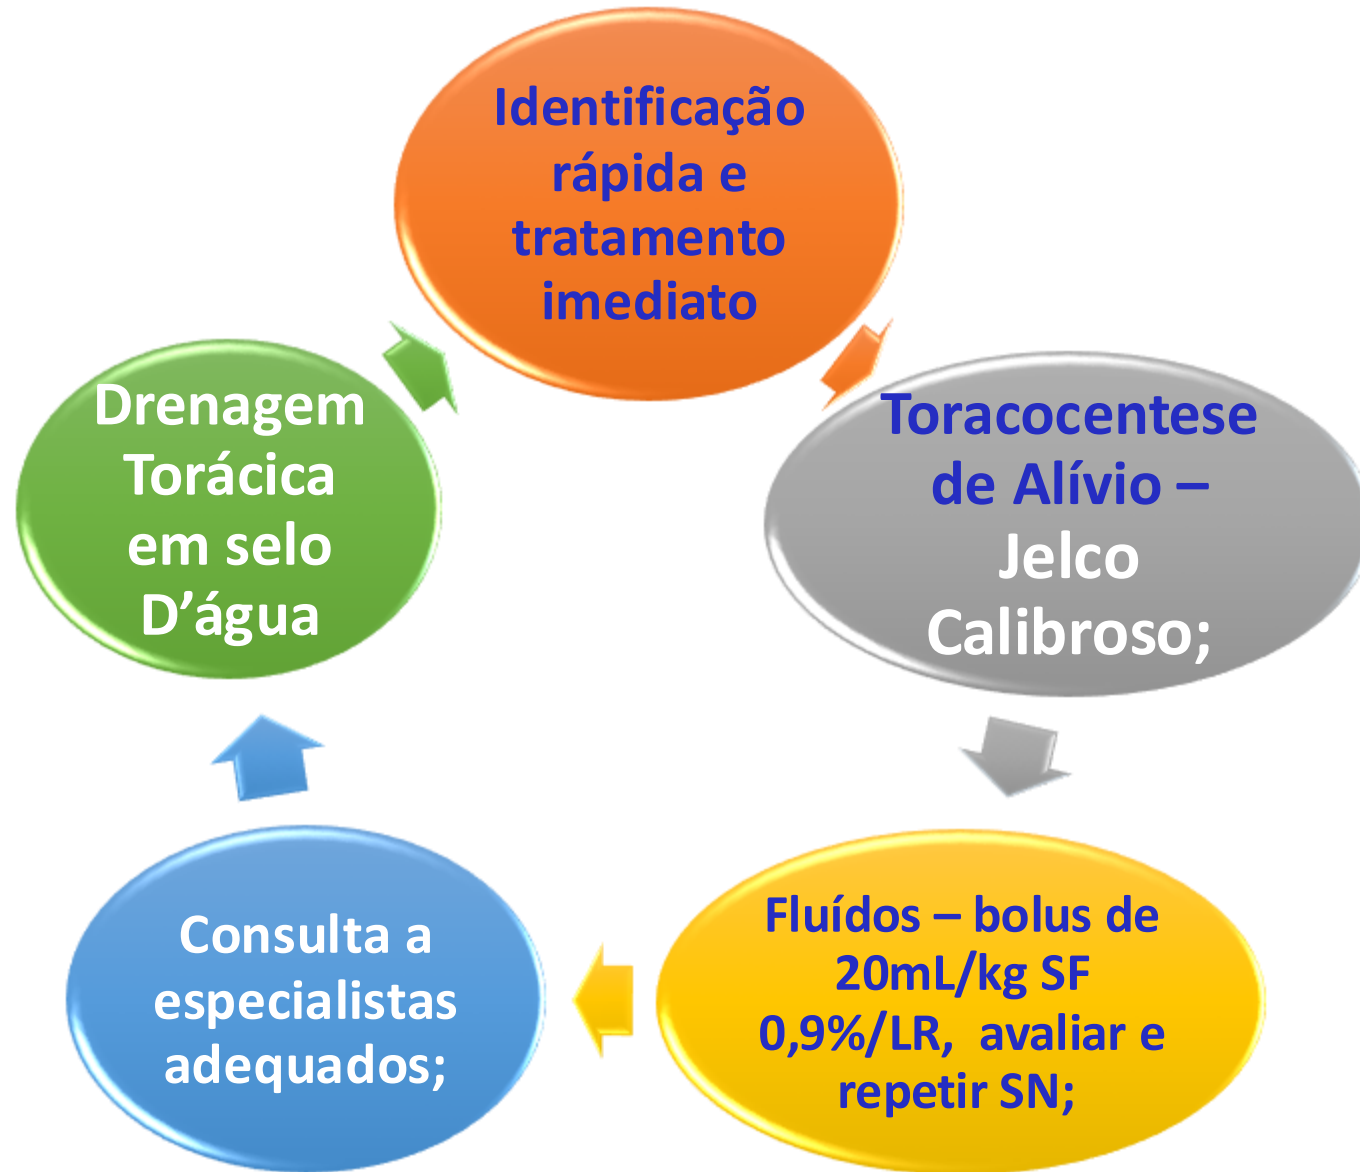 Identificação
rápida e
tratamento
imediato
Toracocentese
de Alívio –
Jelco
Calibroso;
Fluídos – bolus de
20mL/kg SF
0,9%/LR, avaliar e
repetir SN;
Consulta a
especialistas
adequados;
Drenagem
Torácica
em selo
D’água